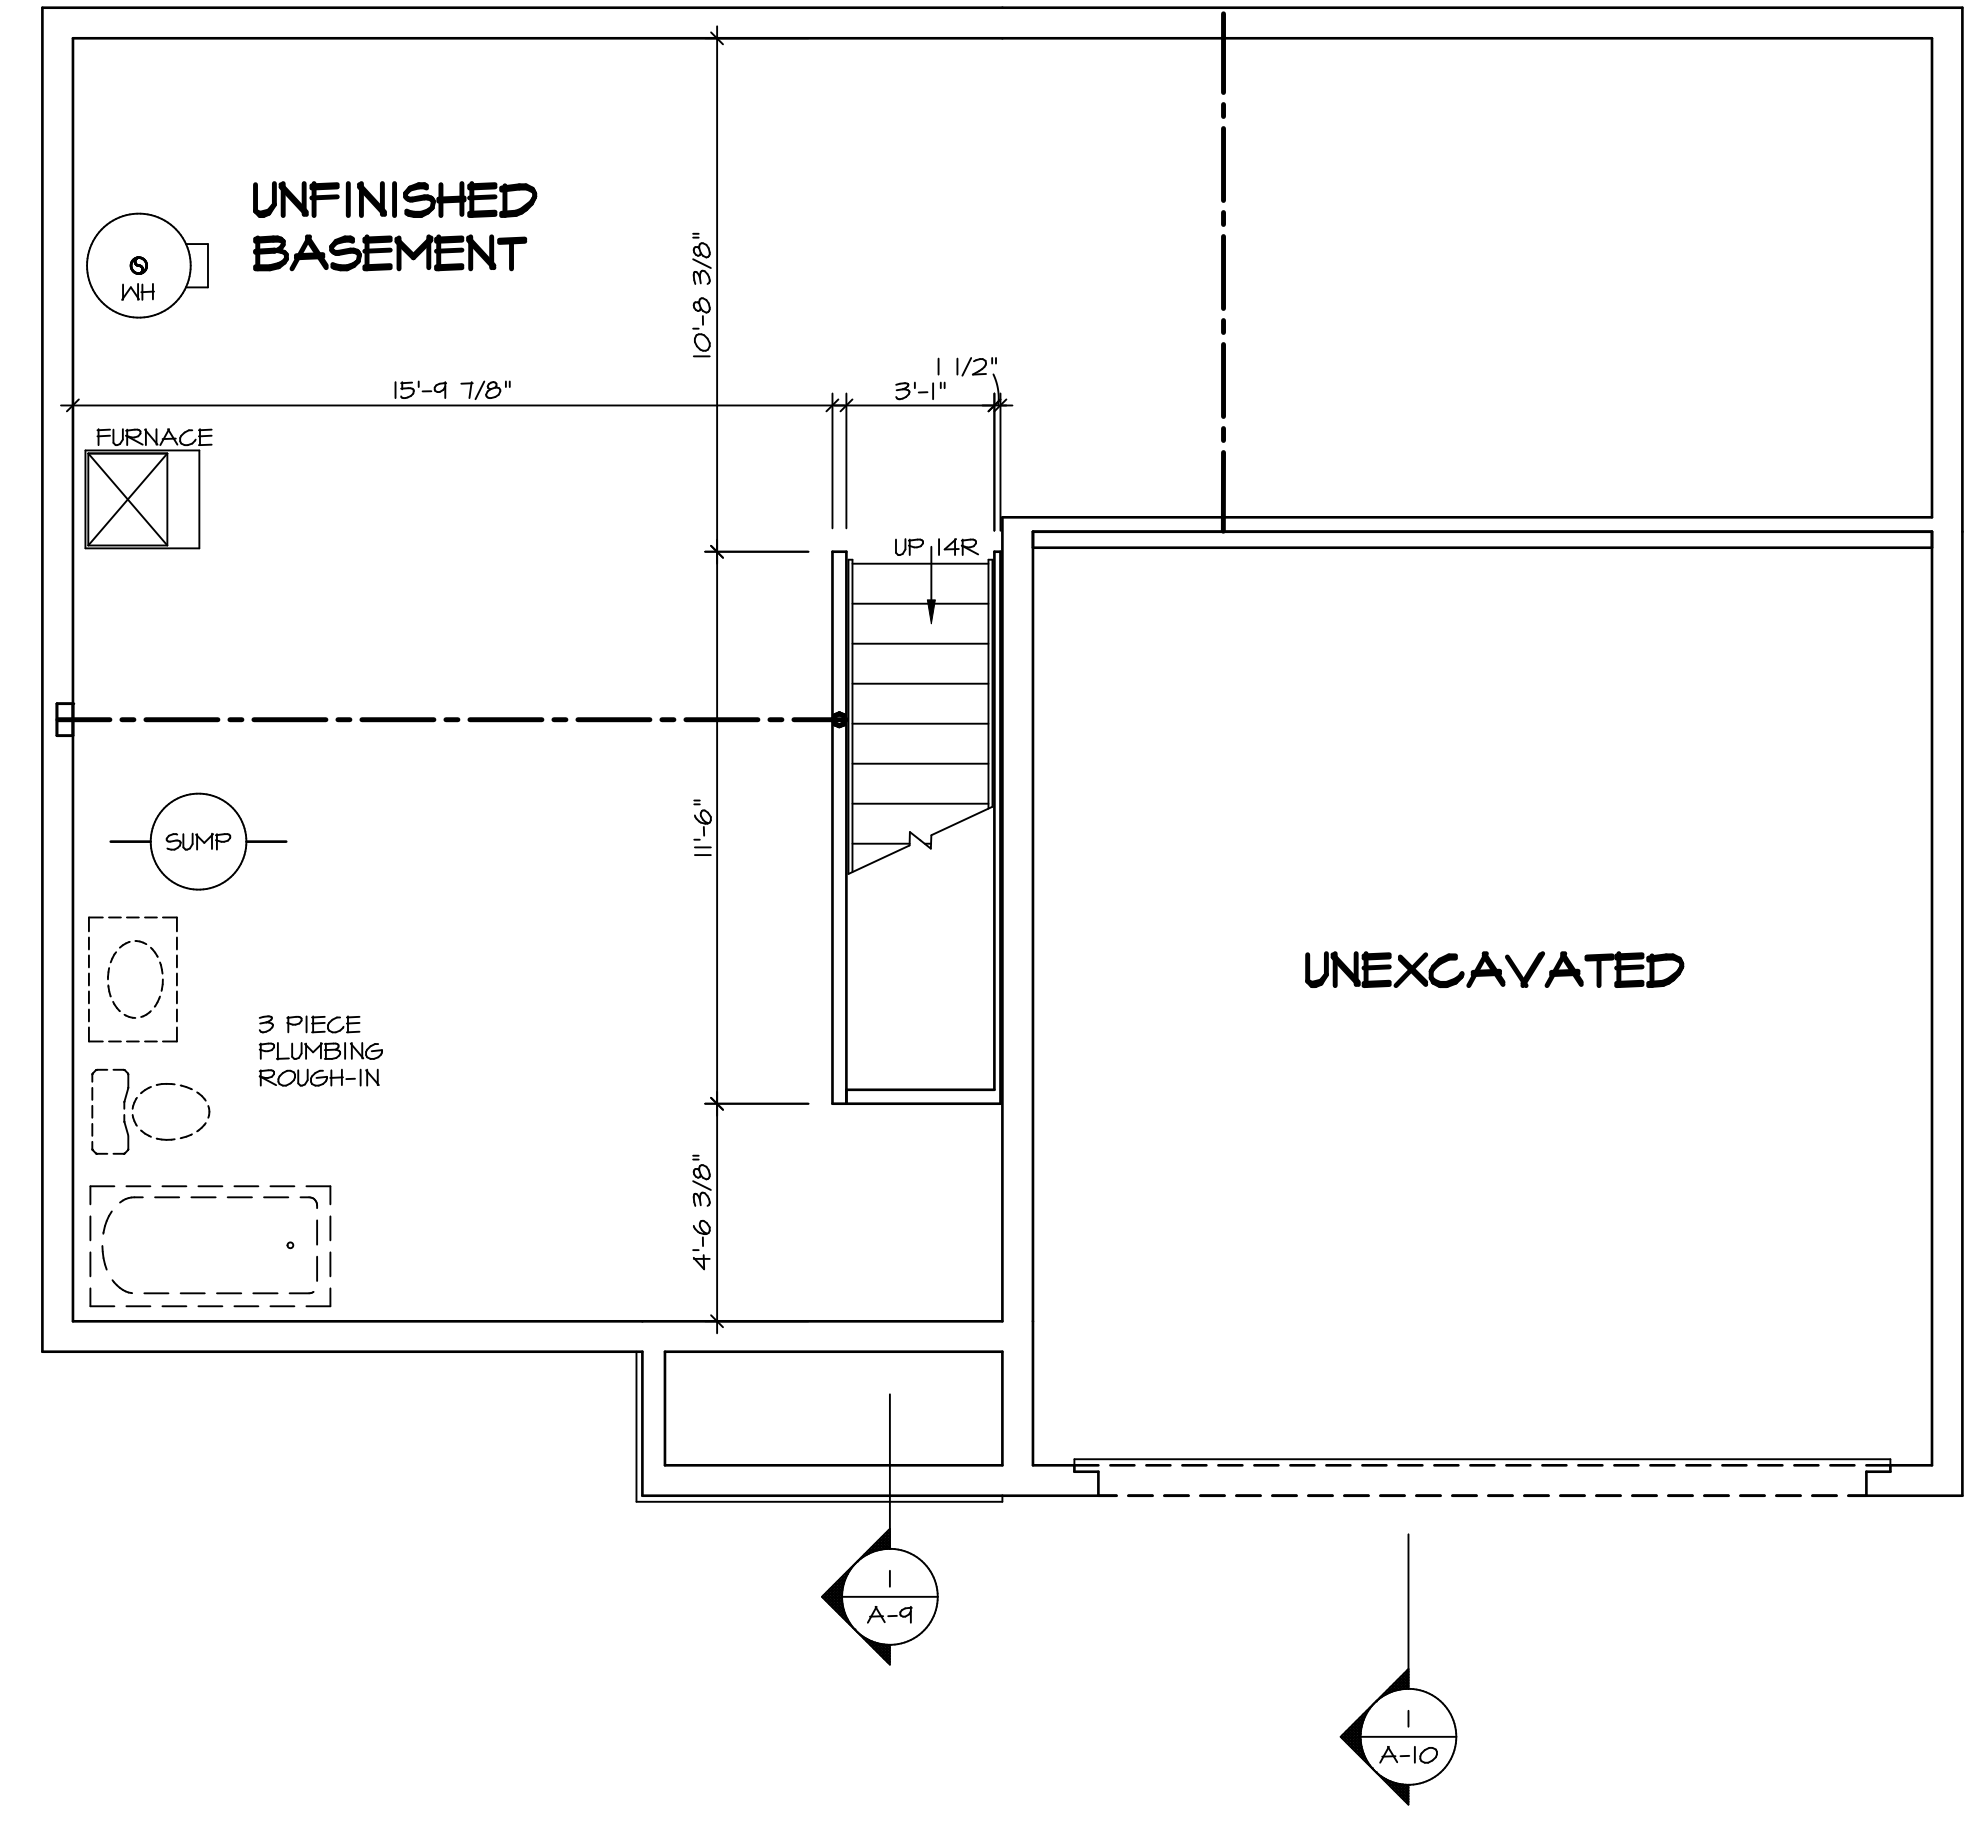 UNFINISHED
BASEMENT
WH
10'-8 3/8"
1 1/2"
15'-9 7/8"
3'-1"
FURNACE
UP 14R
11'-6"
SUMP
UNEXCAVATED
3 PIECE
PLUMBING
ROUGH-IN
4'-6 3/8"
1
A-9
1
A-10